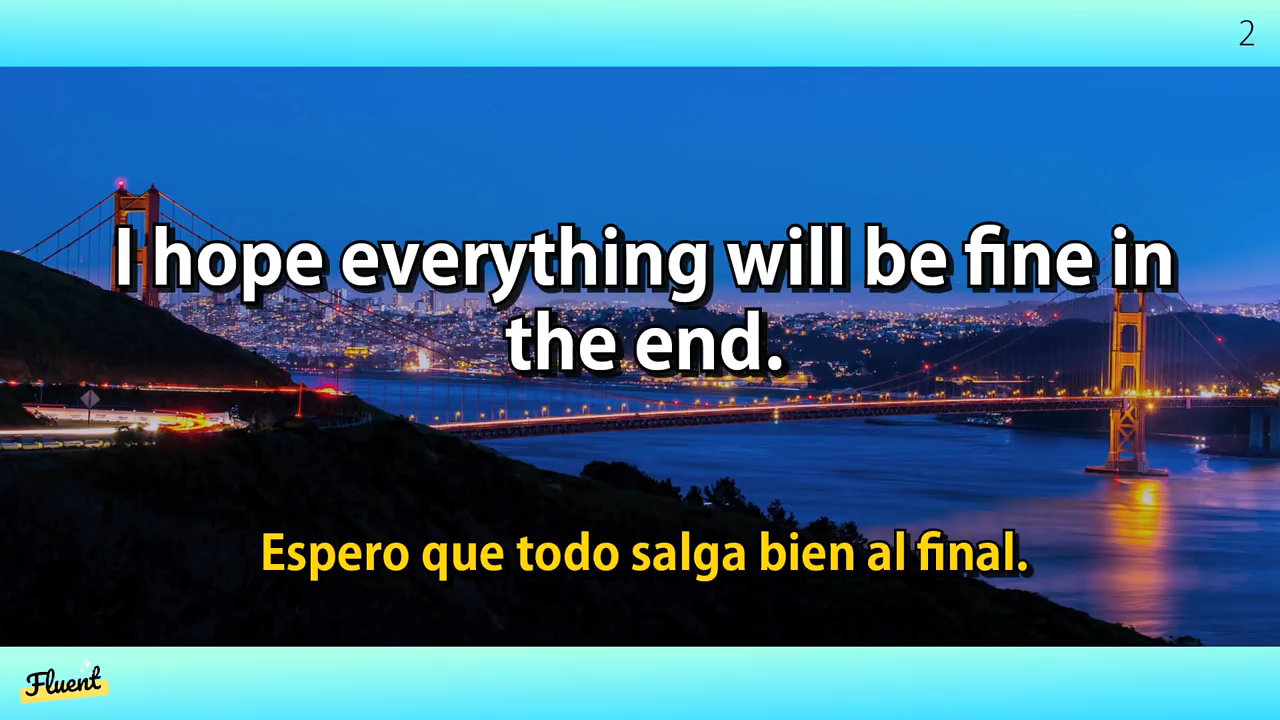 2
I hope everything will be fine in
the end.
Espero que todo salga bien al final.
Fluent